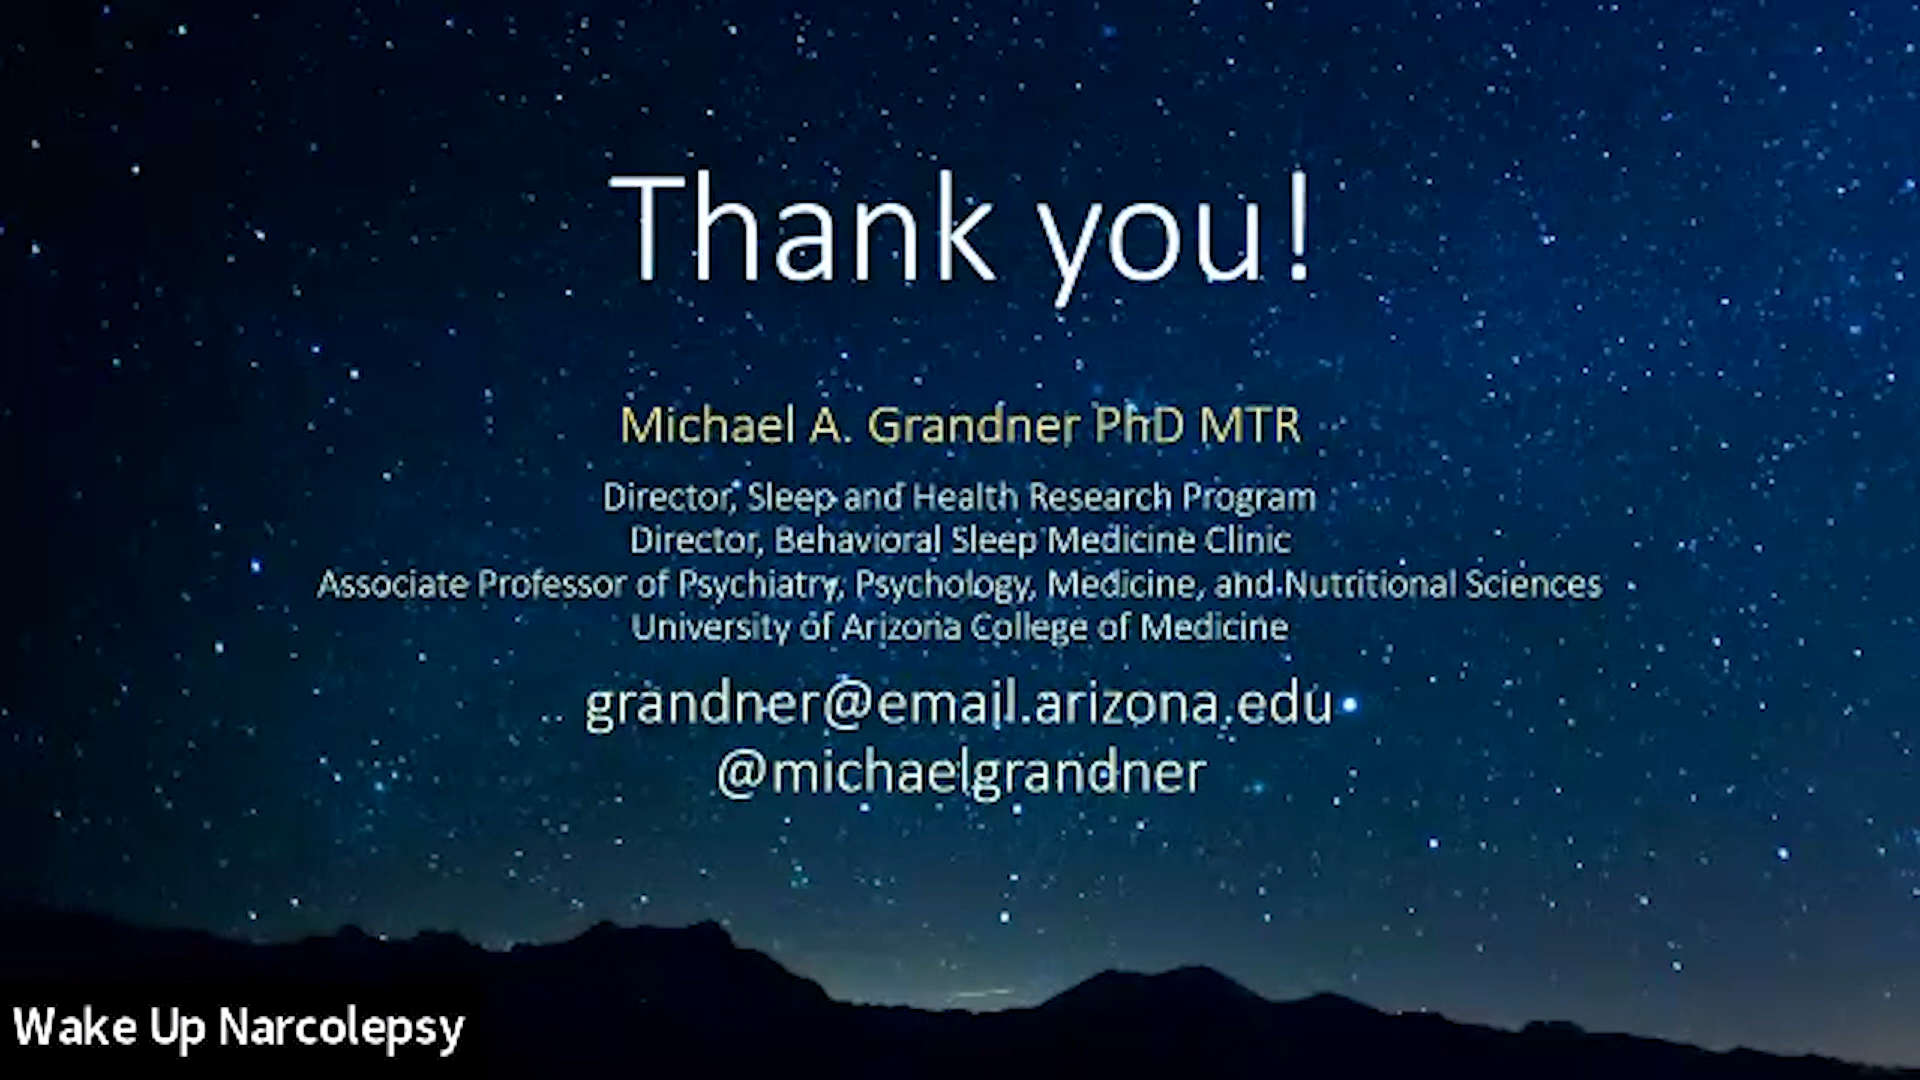 Thank you!
Michael A. Grandner PhD MTR
Director, Sleep and Health Research Program
Director, Behavioral Sleep Medicine Clinic
Associate Professor of Psychiatry, Psychology, Medicine, and Nutritional Sciences
University of Arizona College of Medicine
grandner@email.arizona.edu
@michaelgrandner
Wake Up Narcolepsy